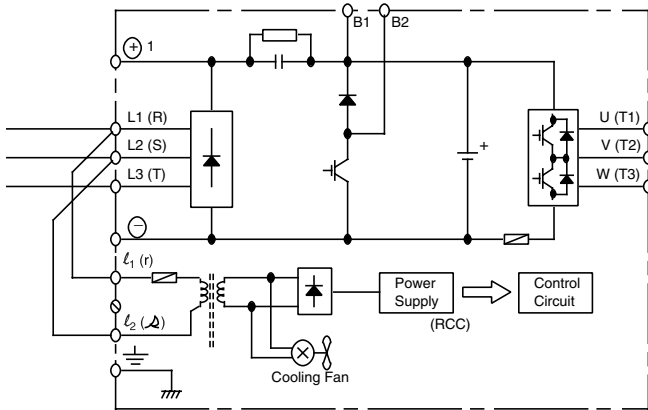 B1 B2
⊕ 1
L1 (R)
L2 (S)
L3 (T)
+
U (T1)
V (T2)
W (T3)
⊖
ℓ1 (r)
ℓ2 (𝓈)
Power
Supply
(RCC)
Control
Circuit
Cooling Fan